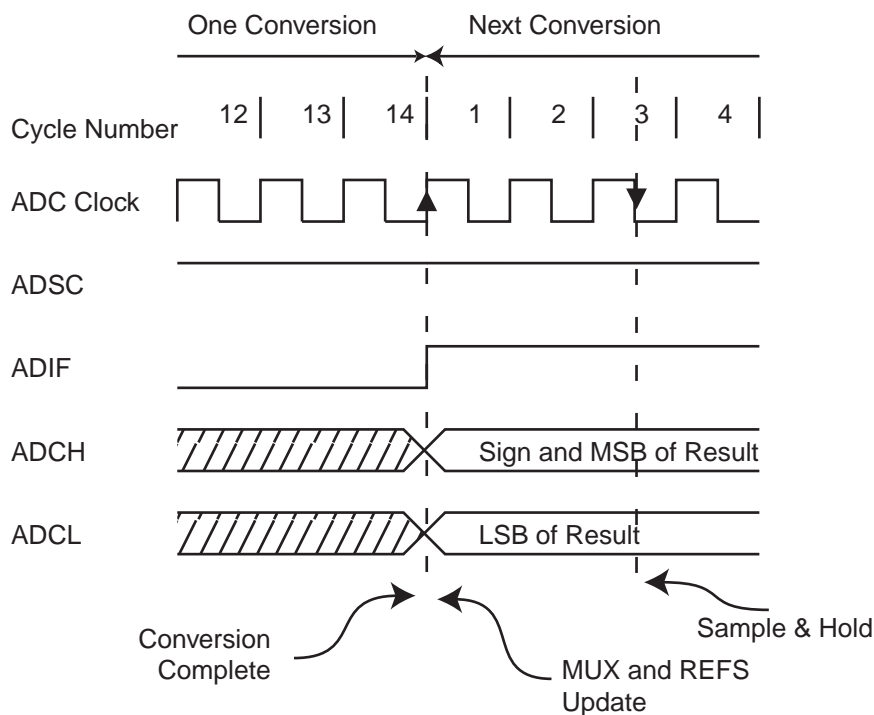 One Conversion Next Conversion
Cycle Number 12 13 14 1 2 3 4
ADC Clock
ADSC
ADIF
ADCH Sign and MSB of Result
ADCL LSB of Result
Conversion
Complete
MUX and REFS
Update
Sample & Hold